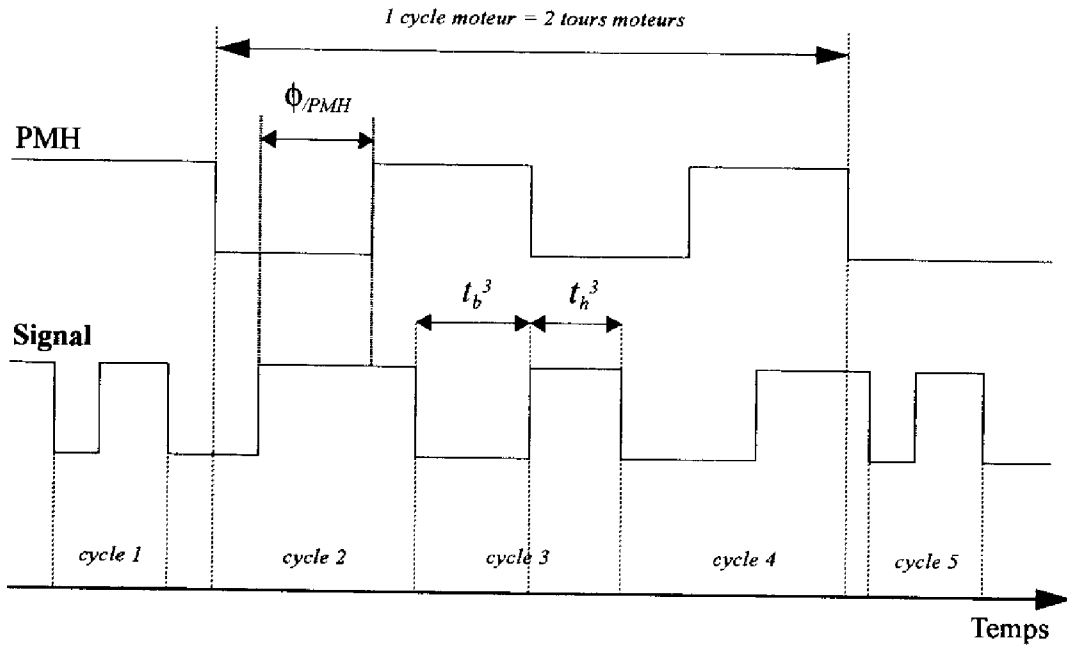 1 cycle moteur = 2 tours moteurs
ϕ/PMH
PMH
t_b^3 t_h^3
Signal
cycle 1 cycle 2 cycle 3 cycle 4 cycle 5
Temps